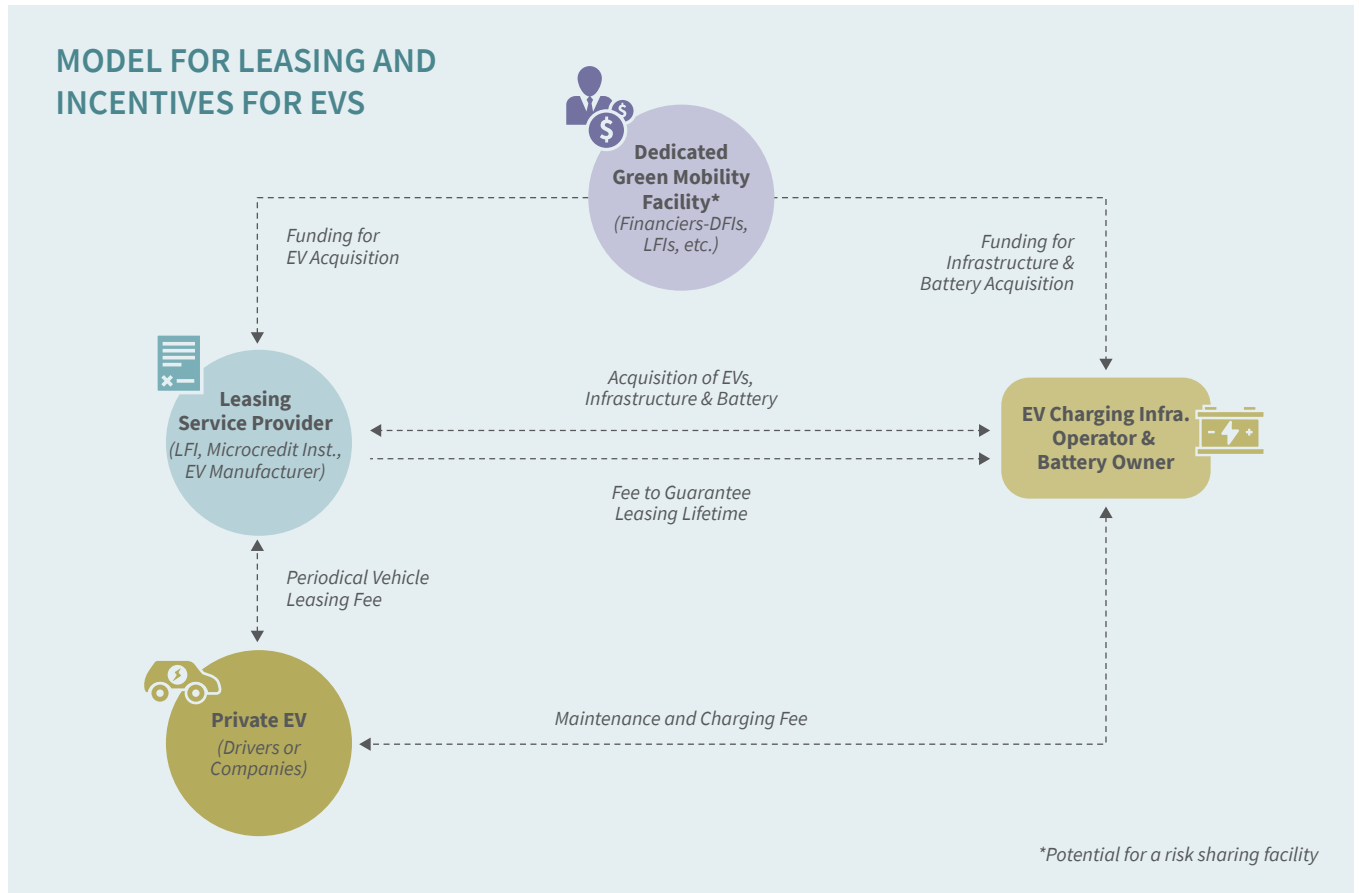 MODEL FOR LEASING AND
INCENTIVES FOR EVS
$
$
Dedicated
Green Mobility
Facility*
(Financiers-DFIs,
LFIs, etc.)
Funding for
EV Acquisition
Funding for
Infrastructure &
Battery Acquisition
Leasing
Service Provider
(LFI, Microcredit Inst.,
EV Manufacturer)
Acquisition of EVs,
Infrastructure & Battery
Fee to Guarantee
Leasing Lifetime
EV Charging Infra.
Operator &
Battery Owner
Periodical Vehicle
Leasing Fee
Private EV
(Drivers or
Companies)
Maintenance and Charging Fee
*Potential for a risk sharing facility